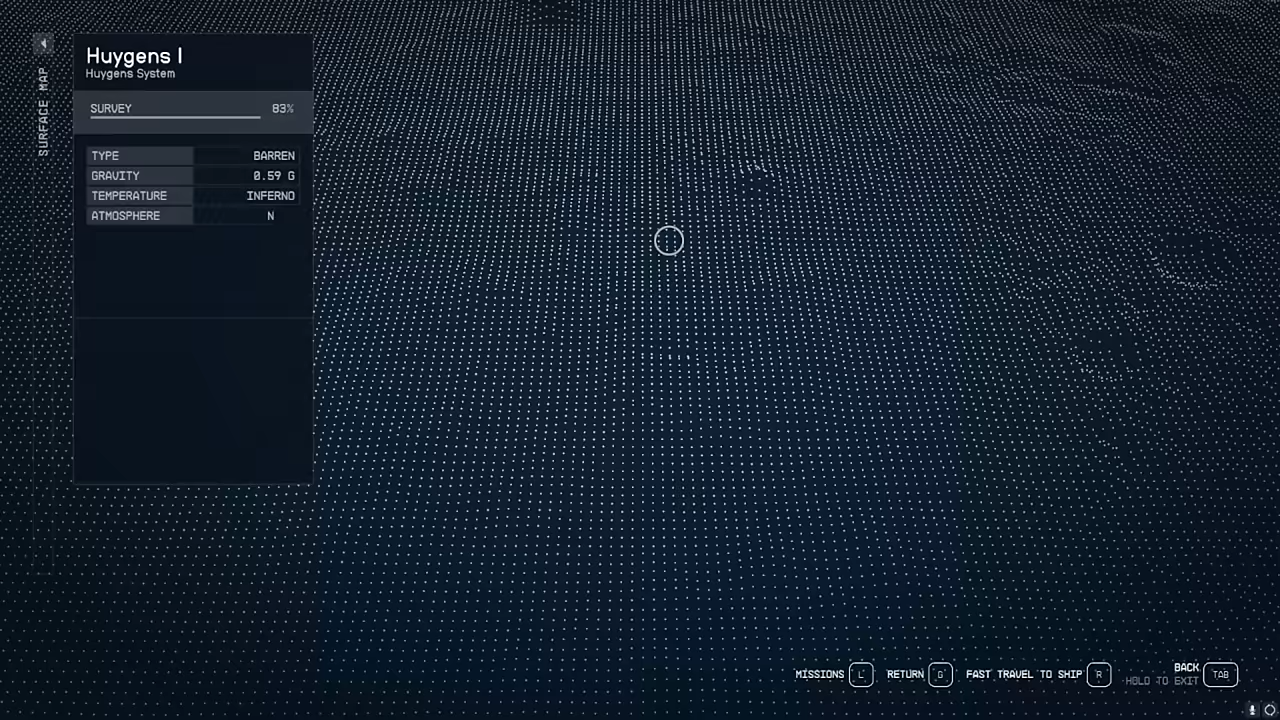 Huygens I
Huygens System
SURVEY 83%
SURFACE MAP
TYPE BARREN
GRAVITY 0.59 G
TEMPERATURE INFERNO
ATMOSPHERE N
MISSIONS L RETURN G FAST TRAVEL TO SHIP R BACK TAB
HOLD TO EXIT